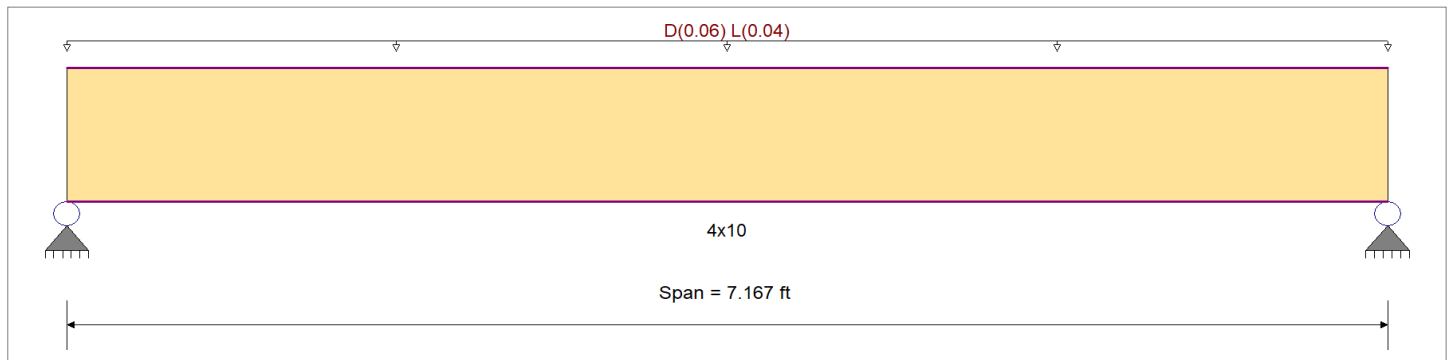 D(0.06) L(0.04)
4x10
Span = 7.167 ft